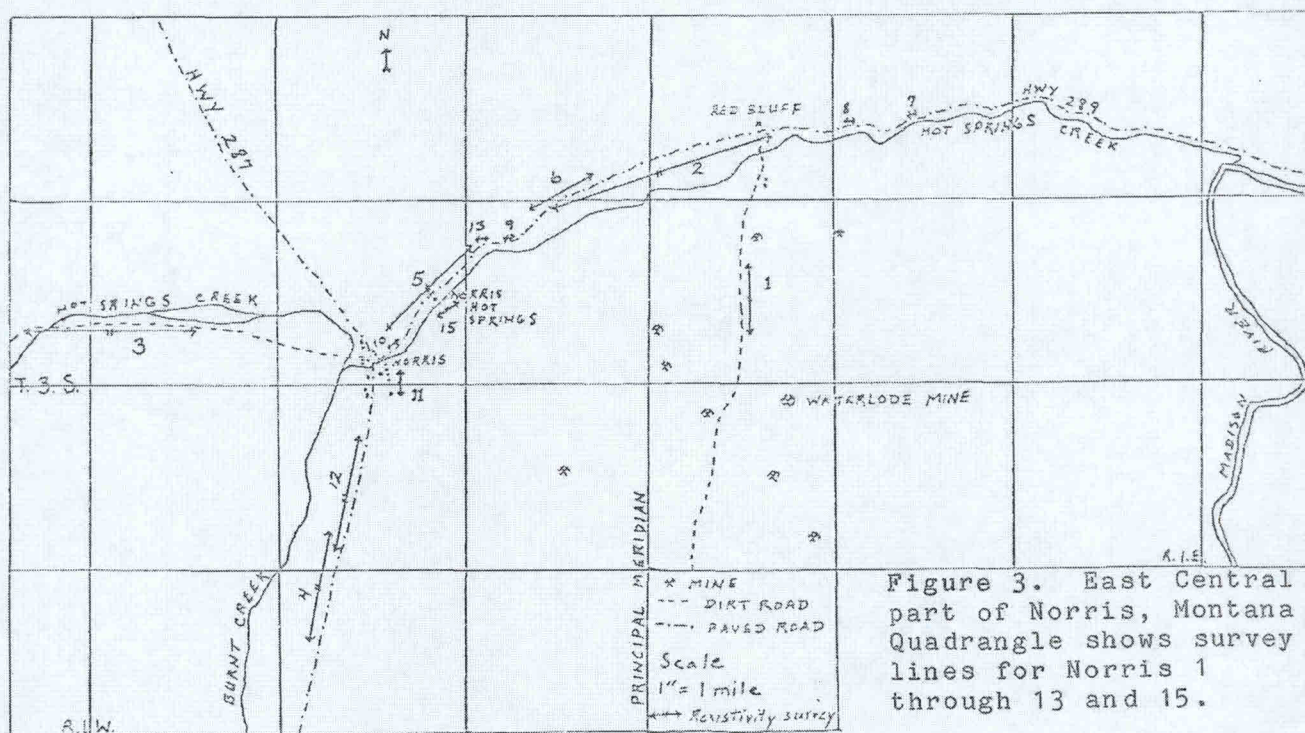 N
HWY 287
RED BLUFF
8
7
HWY 289
HOT SPRINGS CREEK
6
2
13
9
1
5
NORRIS
HOT
SPRINGS
15
HOT SRINGS CREEK
3
10
NORRIS
11
T. 3 S.
WATERLODE MINE
MADISON RIVER
12
4
BURNT CREEK
PRINCIPAL MERIDIAN
R. 1 E.
R. 1 W.
MINE
DIRT ROAD
PAVED ROAD
Scale
1" = 1 mile
Resistivity survey
Figure 3. East Central
part of Norris, Montana
Quadrangle shows survey
lines for Norris 1
through 13 and 15.